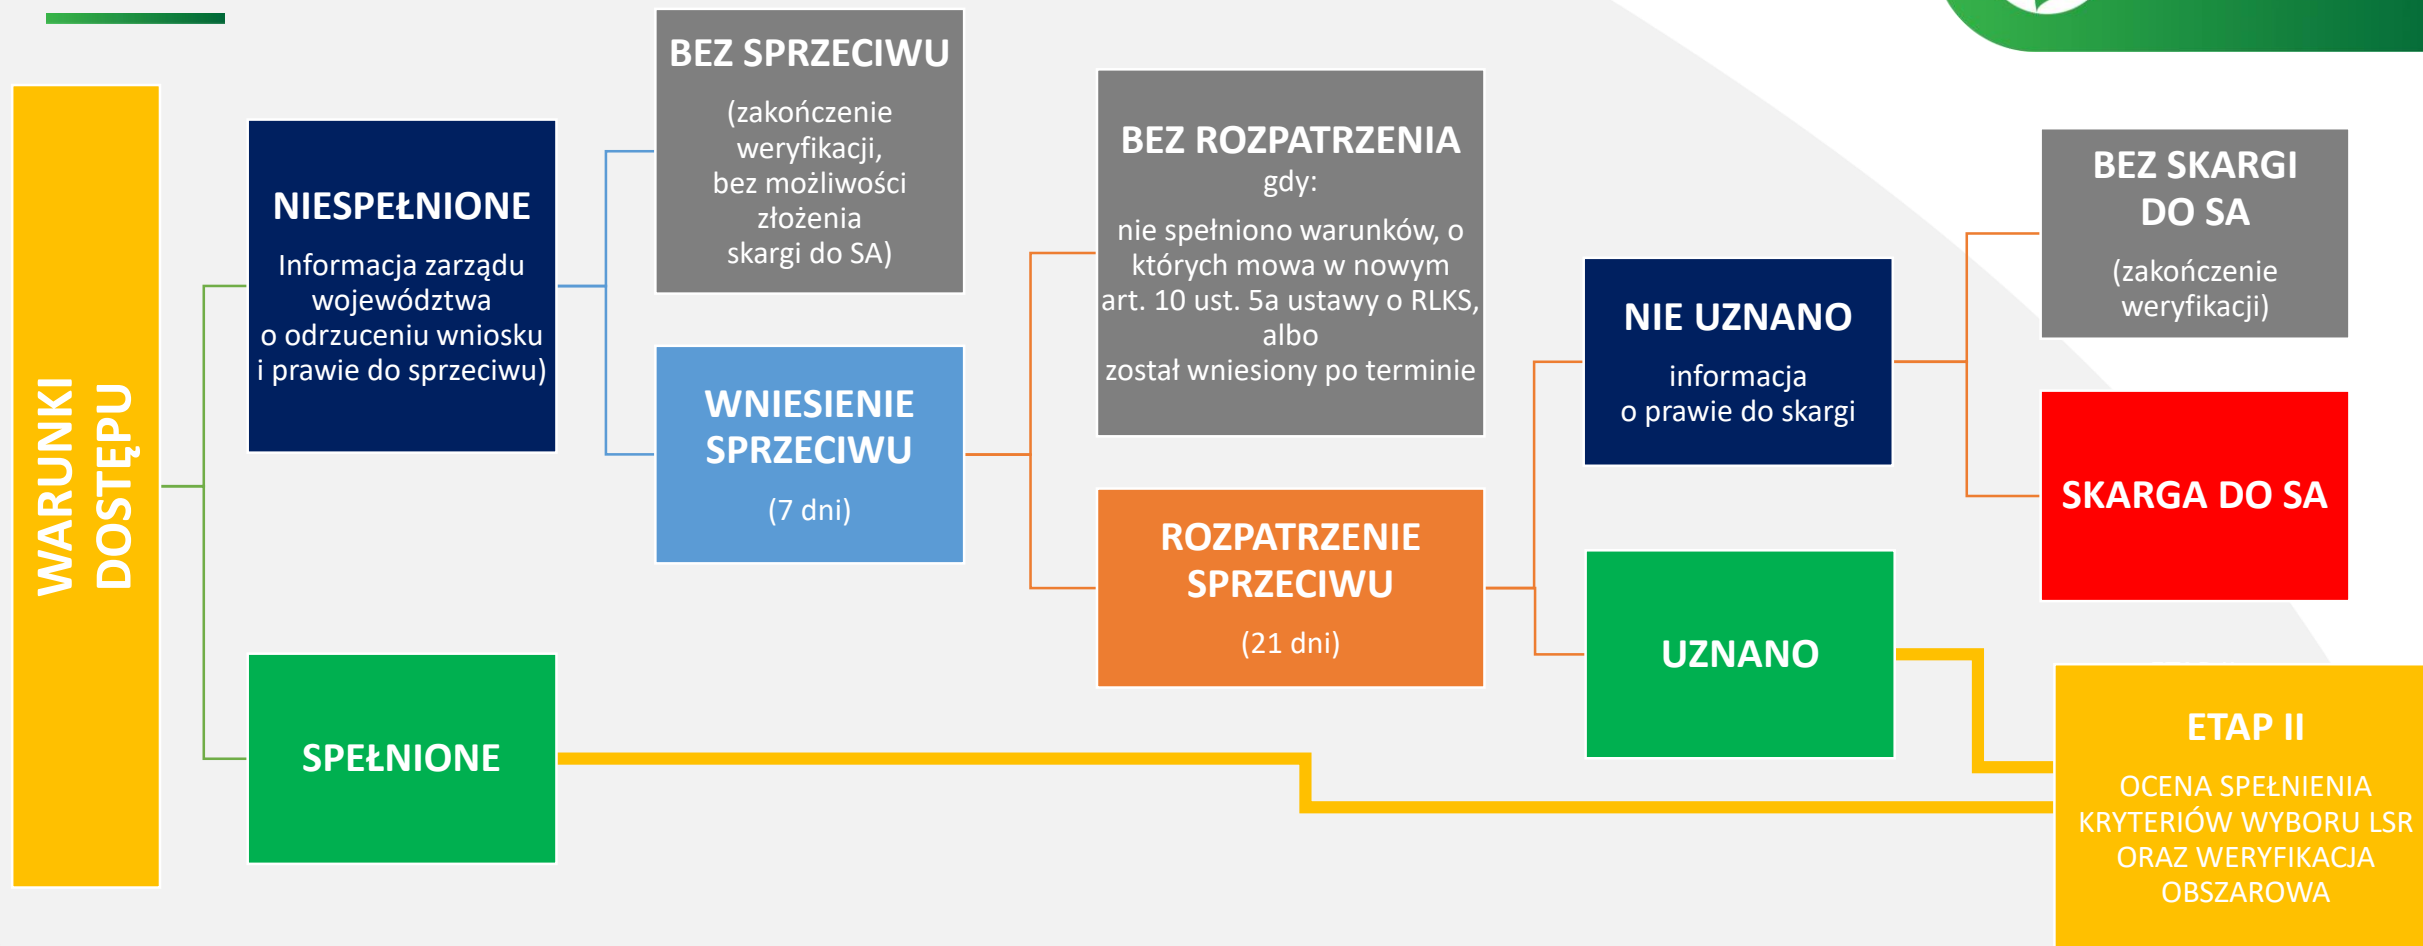 WARUNKI
DOSTĘPU
NIESPEŁNIONE
Informacja zarządu
województwa
o odrzuceniu wniosku
i prawie do sprzeciwu)
SPEŁNIONE
BEZ SPRZECIWU
(zakończenie
weryfikacji,
bez możliwości
złożenia
skargi do SA)
WNIESIENIE
SPRZECIWU
(7 dni)
BEZ ROZPATRZENIA
gdy:
nie spełniono warunków, o
których mowa w nowym
art. 10 ust. 5a ustawy o RLKS,
albo
został wniesiony po terminie
ROZPATRZENIE
SPRZECIWU
(21 dni)
NIE UZNANO
informacja
o prawie do skargi
UZNANO
BEZ SKARGI
DO SA
(zakończenie
weryfikacji)
SKARGA DO SA
ETAP II
OCENA SPEŁNIENIA
KRYTERIÓW WYBORU LSR
ORAZ WERYFIKACJA
OBSZAROWA